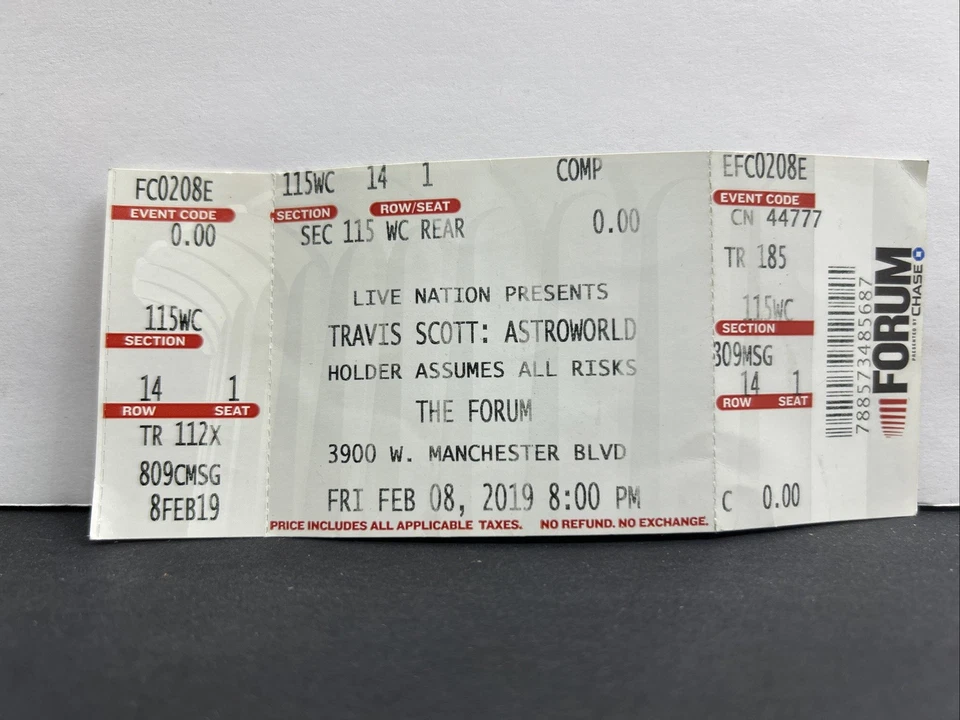 FC0208E
EVENT CODE
0.00
115WC
SECTION
14 1
ROW SEAT
TR 112X
809CMSG
8FEB19
115WC 14 1 COMP
SECTION ROW/SEAT
SEC 115 WC REAR 0.00
LIVE NATION PRESENTS
TRAVIS SCOTT: ASTROWORLD
HOLDER ASSUMES ALL RISKS
THE FORUM
3900 W. MANCHESTER BLVD
FRI FEB 08, 2019 8:00 PM
PRICE INCLUDES ALL APPLICABLE TAXES. NO REFUND. NO EXCHANGE.
EFC0208E
EVENT CODE
CN 44777
TR 185
115WC
SECTION
809MSG
14 1
ROW SEAT
C 0.00
788573485687
FORUM
PRESENTED BY CHASE